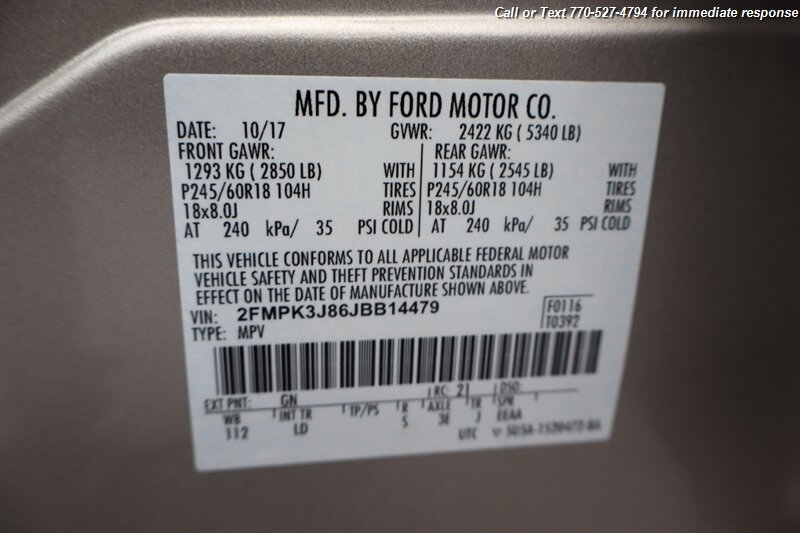 Call or Text 770-527-4794 for immediate response
MFD. BY FORD MOTOR CO.
DATE: 10/17 GVWR: 2422 KG ( 5340 LB)
FRONT GAWR: REAR GAWR:
1293 KG ( 2850 LB) WITH 1154 KG ( 2545 LB) WITH
P245/60R18 104H TIRES P245/60R18 104H TIRES
18x8.0J RIMS 18x8.0J RIMS
AT 240 kPa/ 35 PSI COLD AT 240 kPa/ 35 PSI COLD
THIS VEHICLE CONFORMS TO ALL APPLICABLE FEDERAL MOTOR
VEHICLE SAFETY AND THEFT PREVENTION STANDARDS IN
EFFECT ON THE DATE OF MANUFACTURE SHOWN ABOVE.
VIN: 2FMPK3J86JBB14479 F0116
TYPE: MPV T0392
EXT PNT: GN RC: 21 DSO:
WB INT TR TP/PS R AXLE TR SPR
112 LD S 3E J EEAA
UTC